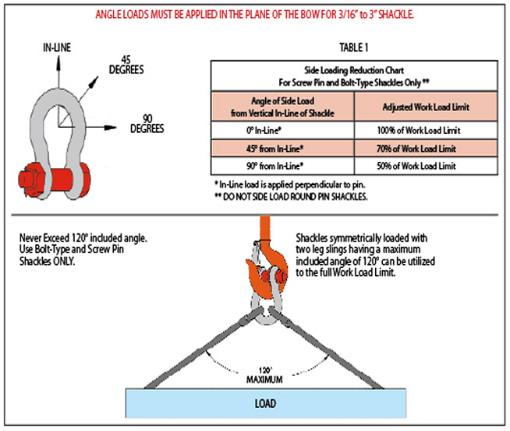 ANGLE LOADS MUST BE APPLIED IN THE PLANE OF THE BOW FOR 3/16" to 3" SHACKLE.
IN-LINE
45
DEGREES
90
DEGREES
TABLE 1
Side Loading Reduction Chart
For Screw Pin and Bolt-Type Shackles Only **
Angle of Side Load
from Vertical In-Line of Shackle
Adjusted Work Load Limit
0° In-Line* 100% of Work Load Limit
45° from In-Line* 70% of Work Load Limit
90° from In-Line* 50% of Work Load Limit
* In-Line load is applied perpendicular to pin.
** DO NOT SIDE LOAD ROUND PIN SHACKLES.
Never Exceed 120° included angle.
Use Bolt-Type and Screw Pin
Shackles ONLY.
Shackles symmetrically loaded with
two leg slings having a maximum
included angle of 120° can be utilized
to the full Work Load Limit.
120°
MAXIMUM
LOAD